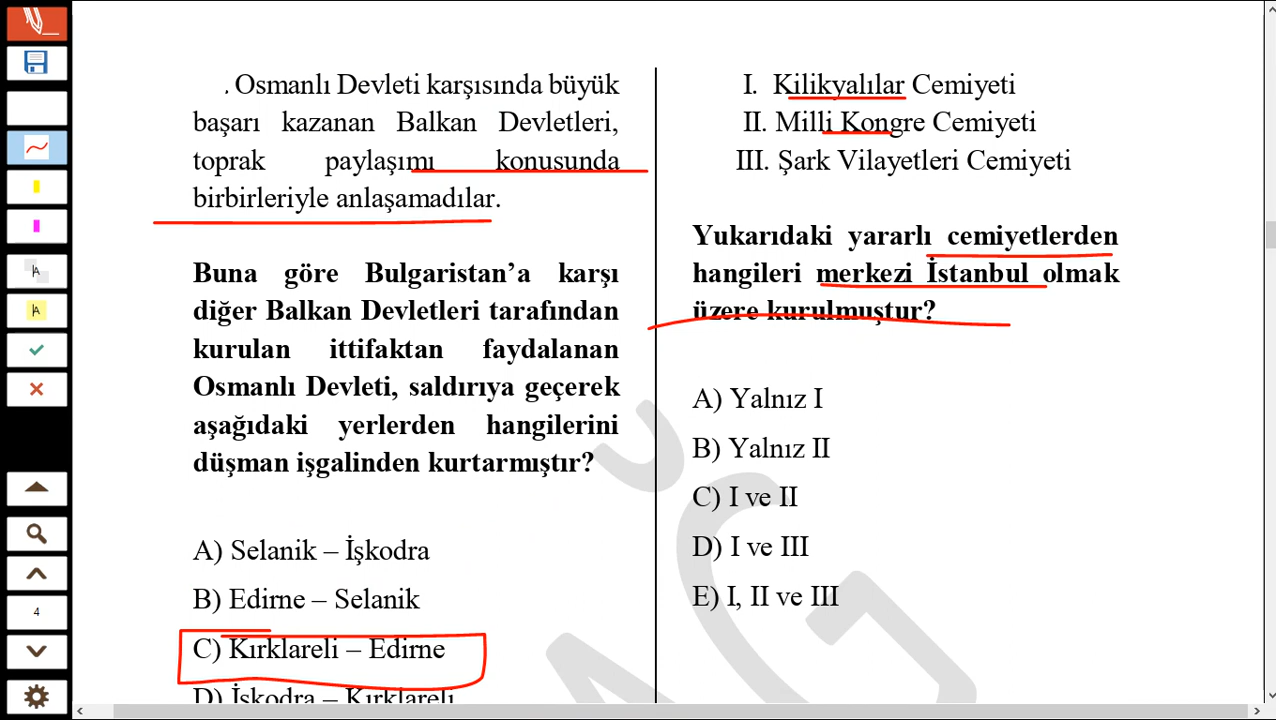 . Osmanlı Devleti karşısında büyük
başarı kazanan Balkan Devletleri,
toprak paylaşımı konusunda
birbirleriyle anlaşamadılar.
Buna göre Bulgaristan’a karşı
diğer Balkan Devletleri tarafından
kurulan ittifaktan faydalanan
Osmanlı Devleti, saldırıya geçerek
aşağıdaki yerlerden hangilerini
düşman işgalinden kurtarmıştır?
A) Selanik – İşkodra
B) Edirne – Selanik
C) Kırklareli – Edirne
D) İşkodra – Kırklareli
I. Kilikyalılar Cemiyeti
II. Milli Kongre Cemiyeti
III. Şark Vilayetleri Cemiyeti
Yukarıdaki yararlı cemiyetlerden
hangileri merkezi İstanbul olmak
üzere kurulmuştur?
A) Yalnız I
B) Yalnız II
C) I ve II
D) I ve III
E) I, II ve III
4